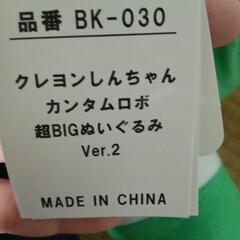 品番 BK-030
クレヨンしんちゃん
カンタムロボ
超BIGぬいぐるみ
Ver.2
MADE IN CHINA